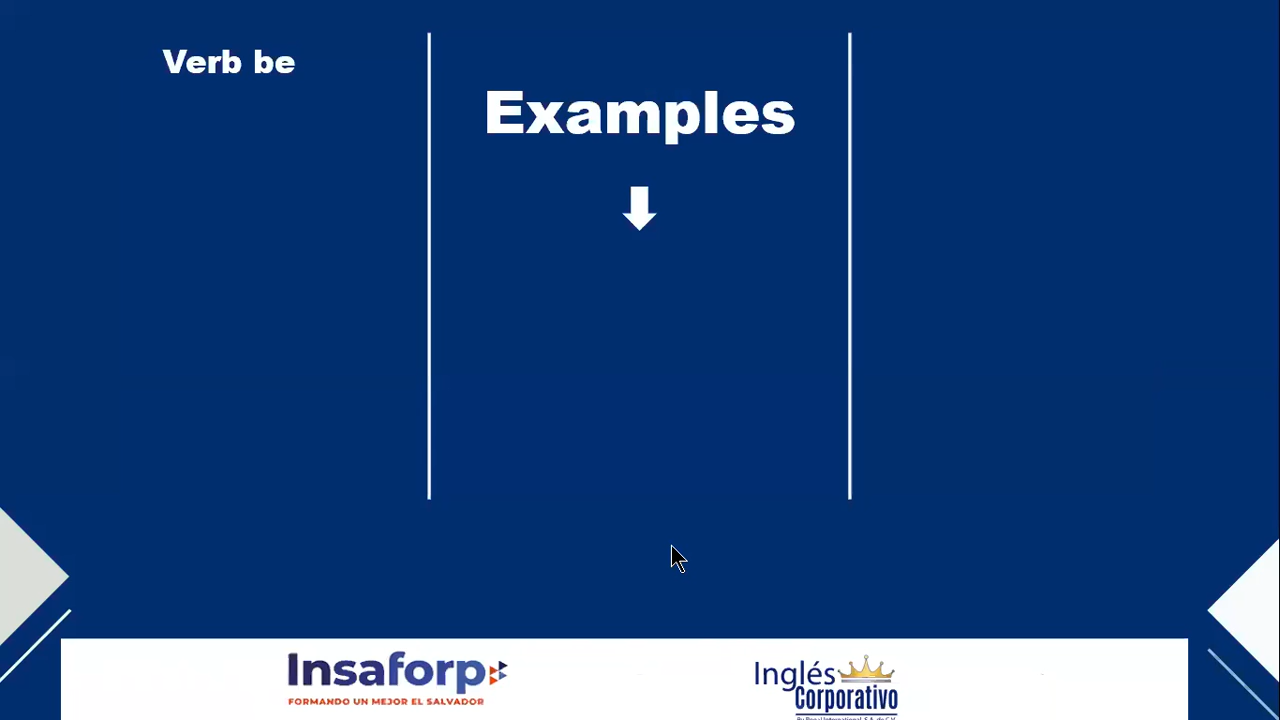 Verb be
Examples
Insaforp
FORMANDO UN MEJOR EL SALVADOR
Inglés
Corporativo